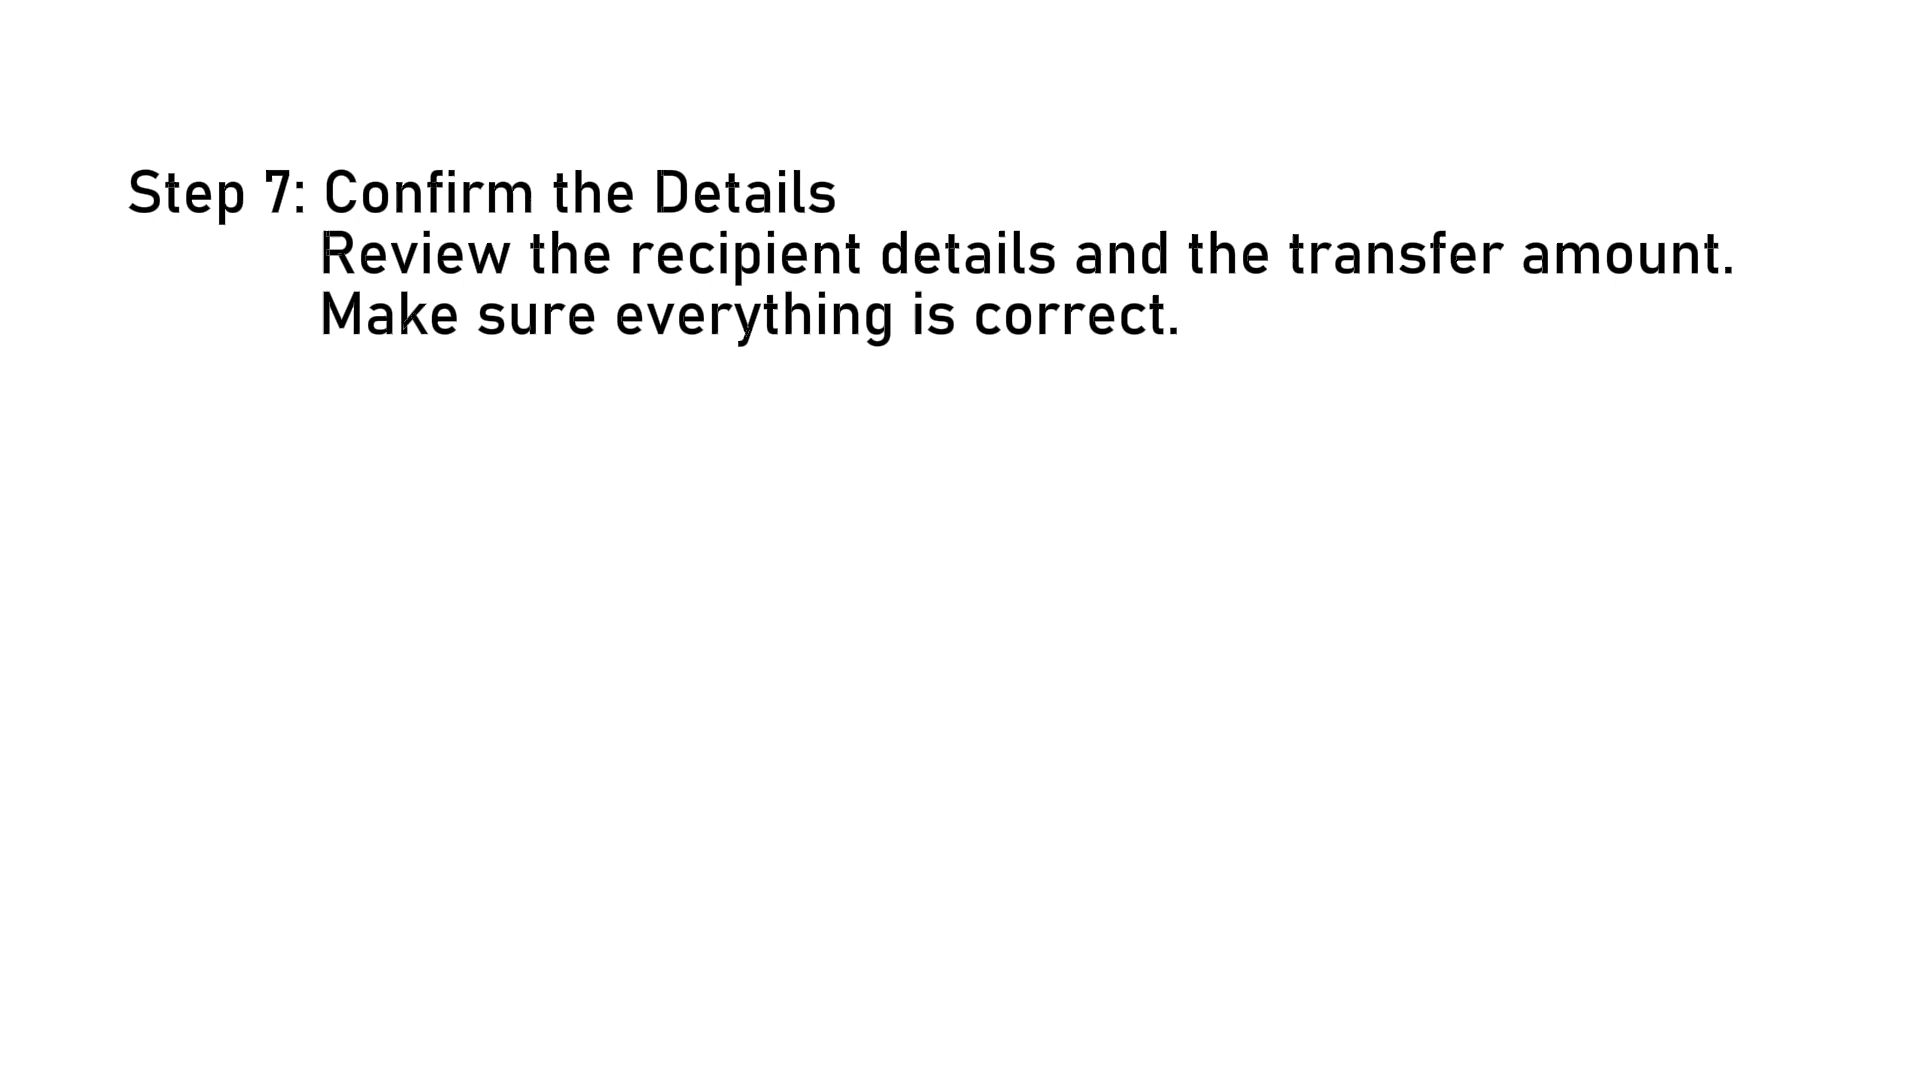 Step 7: Confirm the Details
Review the recipient details and the transfer amount.
Make sure everything is correct.